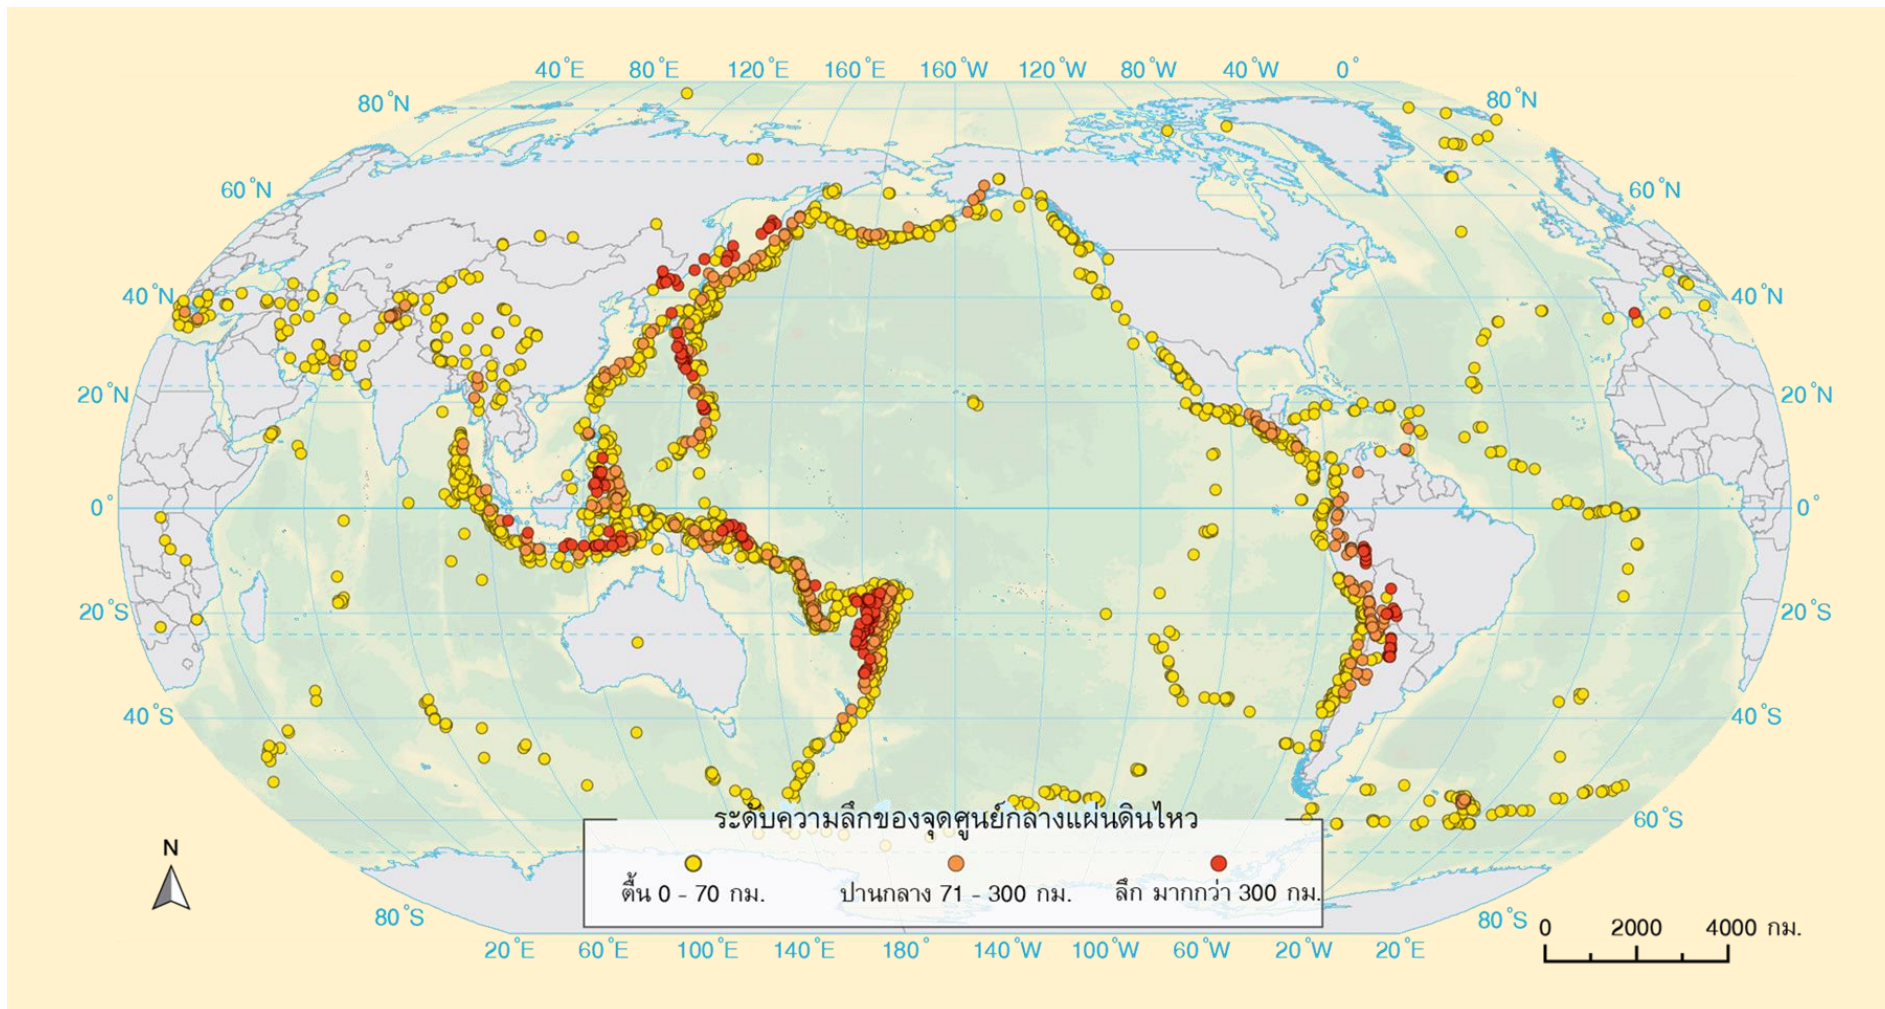 40°E 80°E 120°E 160°E 160°W 120°W 80°W 40°W 0°
80°N 80°N
60°N 60°N
40°N 40°N
20°N 20°N
0° 0°
20°S 20°S
40°S 40°S
ระดับความลึกของจุดศูนย์กลางแผ่นดินไหว
60°S
N
ตื้น 0 - 70 กม. ปานกลาง 71 - 300 กม. ลึก มากกว่า 300 กม.
80°S 80°S
0 2000 4000 กม.
20°E 60°E 100°E 140°E 180° 140°W 100°W 60°W 20°W 20°E